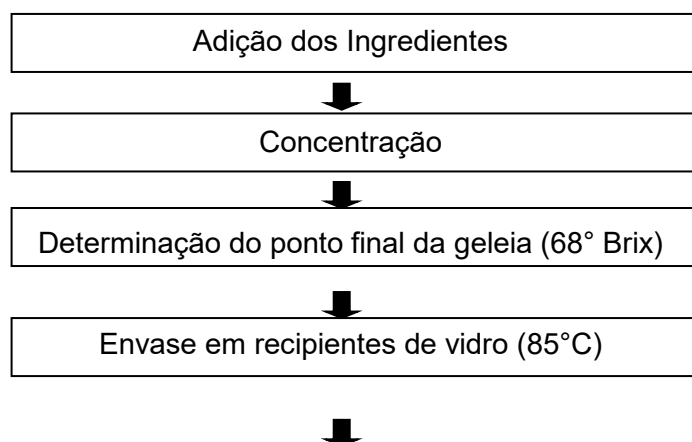 Adição dos Ingredientes
Concentração
Determinação do ponto final da geleia (68° Brix)
Envase em recipientes de vidro (85°C)